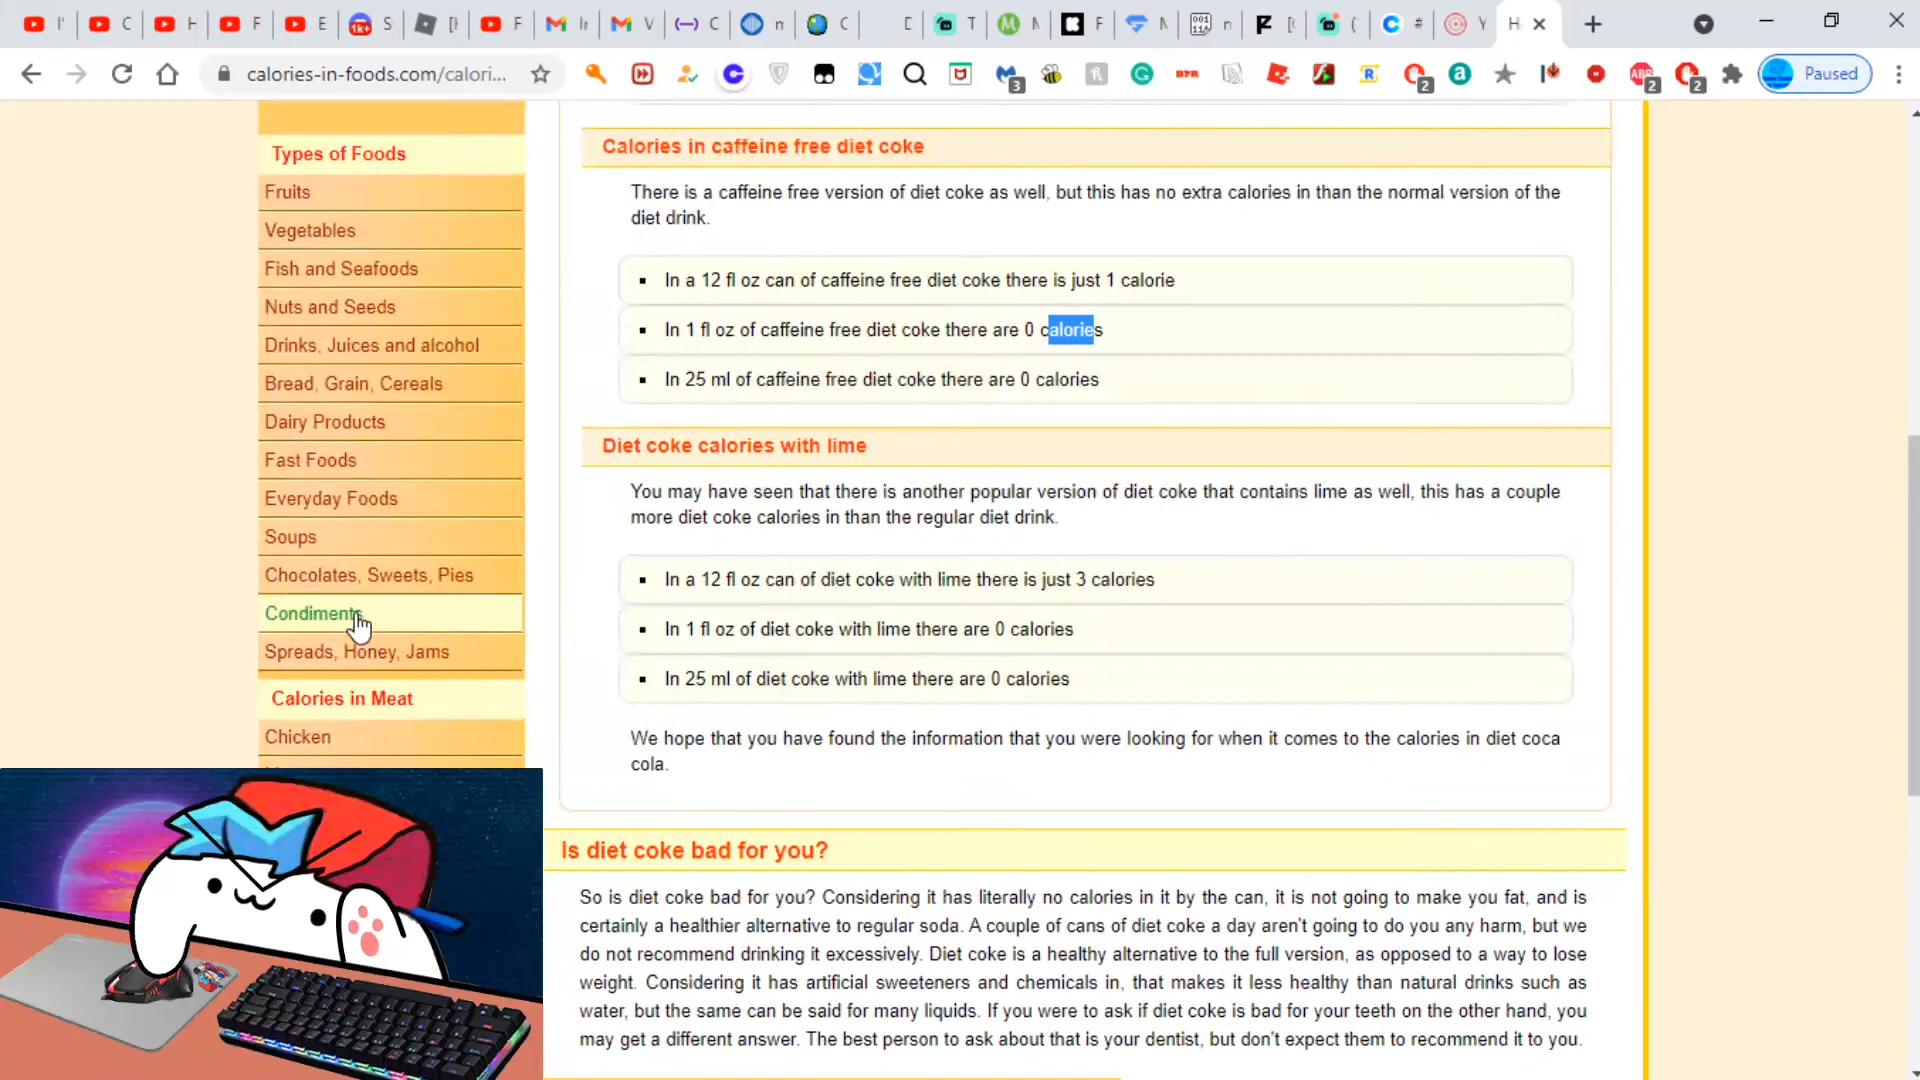 calories-in-foods.com/calori...
Paused
Types of Foods
Fruits
Vegetables
Fish and Seafoods
Nuts and Seeds
Drinks, Juices and alcohol
Bread, Grain, Cereals
Dairy Products
Fast Foods
Everyday Foods
Soups
Chocolates, Sweets, Pies
Condiments
Spreads, Honey, Jams
Calories in Meat
Chicken
Calories in caffeine free diet coke
There is a caffeine free version of diet coke as well, but this has no extra calories in than the normal version of the
diet drink.
In a 12 fl oz can of caffeine free diet coke there is just 1 calorie
In 1 fl oz of caffeine free diet coke there are 0 calories
In 25 ml of caffeine free diet coke there are 0 calories
Diet coke calories with lime
You may have seen that there is another popular version of diet coke that contains lime as well, this has a couple
more diet coke calories in than the regular diet drink.
In a 12 fl oz can of diet coke with lime there is just 3 calories
In 1 fl oz of diet coke with lime there are 0 calories
In 25 ml of diet coke with lime there are 0 calories
We hope that you have found the information that you were looking for when it comes to the calories in diet coca
cola.
Is diet coke bad for you?
So is diet coke bad for you? Considering it has literally no calories in it by the can, it is not going to make you fat, and is
certainly a healthier alternative to regular soda. A couple of cans of diet coke a day aren't going to do you any harm, but we
do not recommend drinking it excessively. Diet coke is a healthy alternative to the full version, as opposed to a way to lose
weight. Considering it has artificial sweeteners and chemicals in, that makes it less healthy than natural drinks such as
water, but the same can be said for many liquids. If you were to ask if diet coke is bad for your teeth on the other hand, you
may get a different answer. The best person to ask about that is your dentist, but don't expect them to recommend it to you.